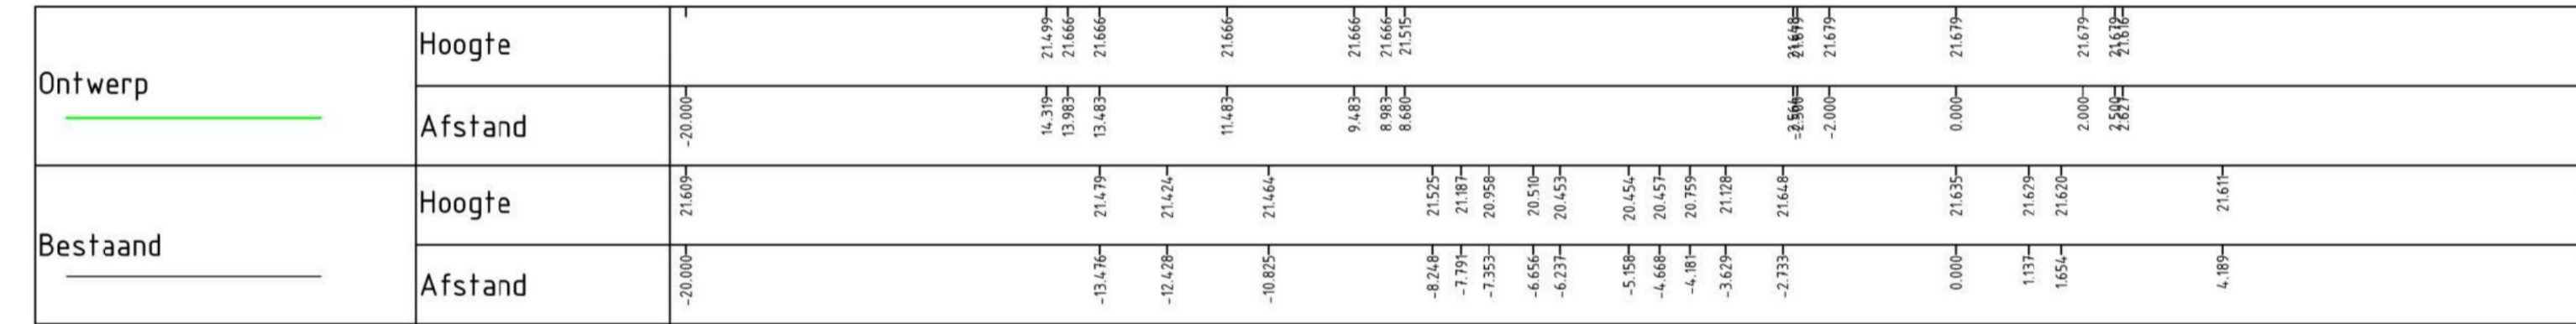 Ontwerp
Hoogte 21.499 21.666 21.666 21.666 21.666 21.666 21.515 21.679 21.679 21.679 21.679
Afstand -20.000 14.319 13.983 13.483 11.483 9.483 8.983 8.680 -2.000 0.000 2.000 2.500 2.627
Bestaand
Hoogte 21.609 21.479 21.424 21.464 21.525 21.187 20.958 20.510 20.453 20.454 20.457 20.759 21.128 21.648 21.635 21.629 21.620 21.611
Afstand -20.000 -13.476 -12.428 -10.825 -8.248 -7.791 -7.353 -6.656 -6.237 -5.158 -4.668 -4.181 -3.629 -2.733 0.000 1.137 1.654 4.189